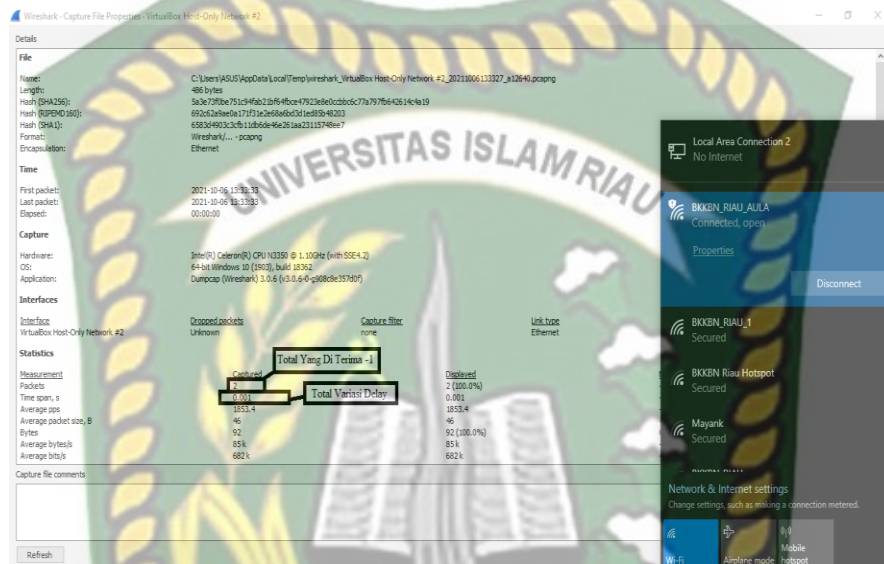 Wireshark - Capture File Properties - VirtualBox Host-Only Network #2
Details
File
Name: C:\Users\ASUS\AppData\Local\Temp\wireshark_VirtualBox Host-Only Network #2_20211006133327_a12640.pcapng
Length: 486 bytes
Hash (SHA256):
Hash (RIPEMD160):
Hash (SHA1):
Format: Wireshark/... - pcapng
Encapsulation: Ethernet
Time
First packet: 2021-10-06 13:33:33
Last packet: 2021-10-06 13:33:33
Elapsed: 00:00:00
Capture
Hardware: Intel(R) Celeron(R) CPU N3350 @ 1.10GHz (with SSE4.2)
OS: 64-bit Windows 10 (1903), build 18362
Application: Dumpcap (Wireshark) 3.0.6 (v3.0.6-0-g908c8e357d0f)
Interfaces
Interface Dropped packets Capture filter Link type
VirtualBox Host-Only Network #2 Unknown none Ethernet
Statistics
Measurement Captured Displayed
Packets 2 2 (100.0%)
Time span, s 0.001 0.001
Average pps 1853.4 1853.4
Average packet size, B 46 46
Bytes 92 92 (100.0%)
Average bytes/s 85 k 85 k
Average bits/s 682 k 682 k
Total Yang Di Terima -1
Total Variasi Delay
Capture file comments
Refresh
UNIVERSITAS ISLAM RIAU
Local Area Connection 2
No Internet
BKKBN_RIAU_AULA
Connected, open
Properties
Disconnect
BKKBN_RIAU_1
Secured
BKKBN Riau Hotspot
Secured
Mayank
Secured
Network & Internet settings
Change settings, such as making a connection metered.
Wi-Fi
Airplane mode
Mobile hotspot